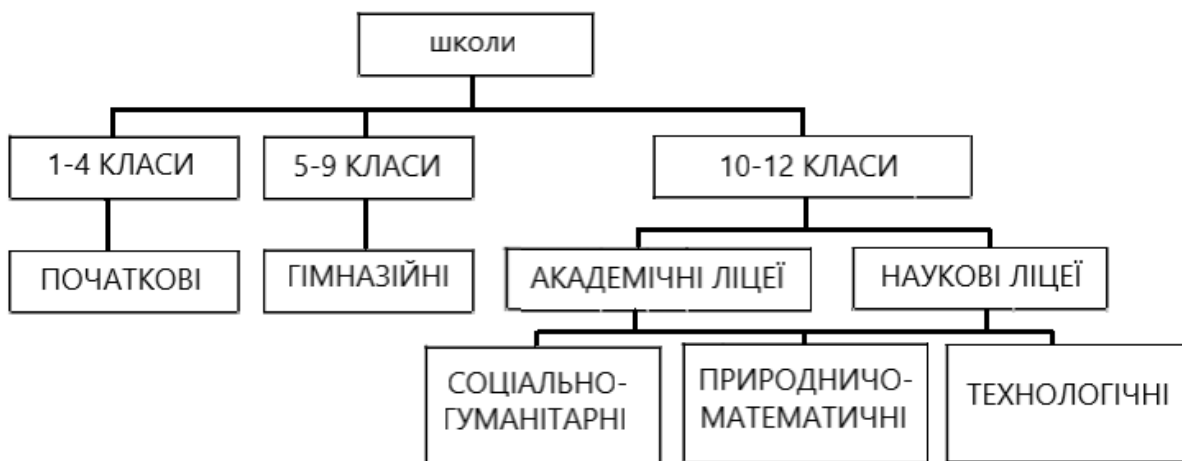 школи
1-4 КЛАСИ
5-9 КЛАСИ
10-12 КЛАСИ
ПОЧАТКОВІ
ГІМНАЗІЙНІ
АКАДЕМІЧНІ ЛІЦЕЇ
НАУКОВІ ЛІЦЕЇ
СОЦІАЛЬНО-
ГУМАНІТАРНІ
ПРИРОДНИЧО-
МАТЕМАТИЧНІ
ТЕХНОЛОГІЧНІ